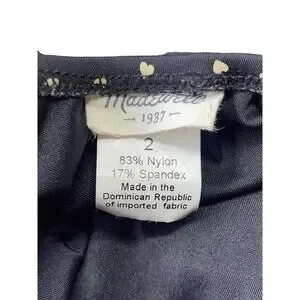 Madewell
— 1937 —
2
83% Nylon
17% Spandex
Made in the
Dominican Republic
of imported fabric